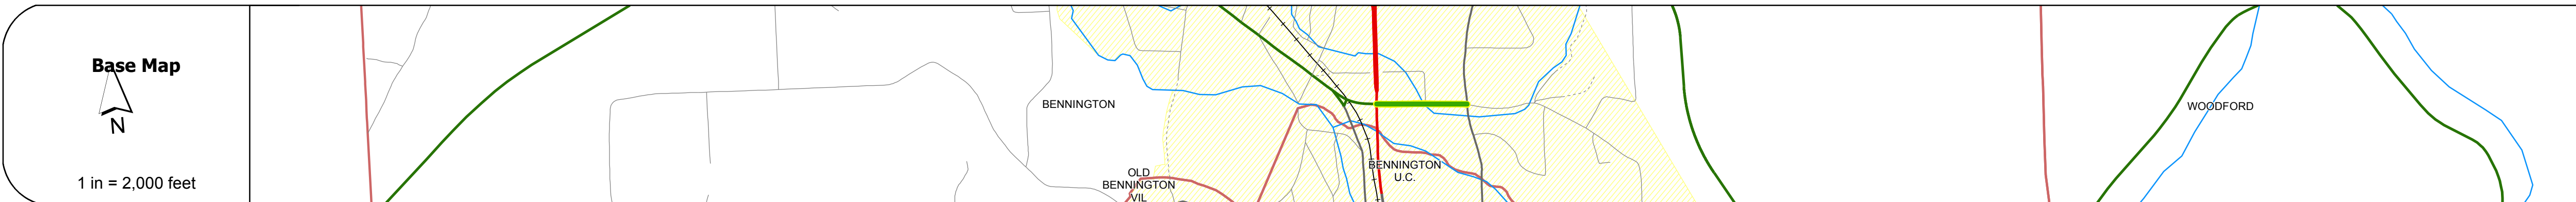 Base Map
N
1 in = 2,000 feet
BENNINGTON
OLD
BENNINGTON
VIL
BENNINGTON
U.C.
WOODFORD